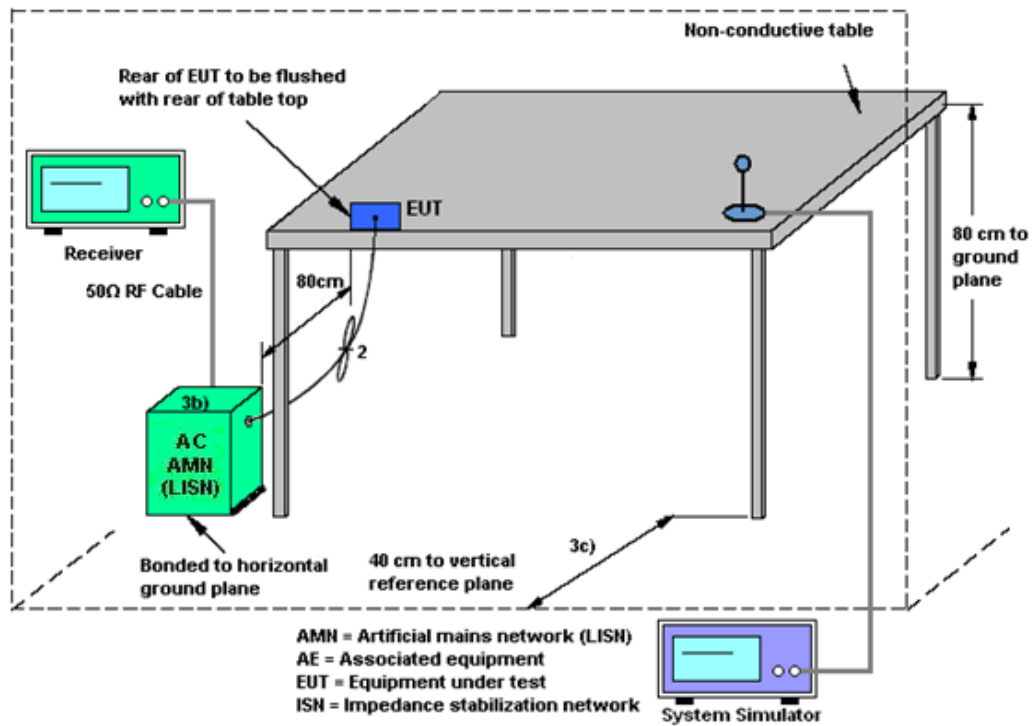 Non-conductive table
Rear of EUT to be flushed
with rear of table top
EUT
Receiver
80cm
80 cm to
ground
plane
50Ω RF Cable
2
3b)
AC
AMN
(LISN)
Bonded to horizontal
ground plane
40 cm to vertical
reference plane
3c)
AMN = Artificial mains network (LISN)
AE = Associated equipment
EUT = Equipment under test
ISN = Impedance stabilization network
System Simulator